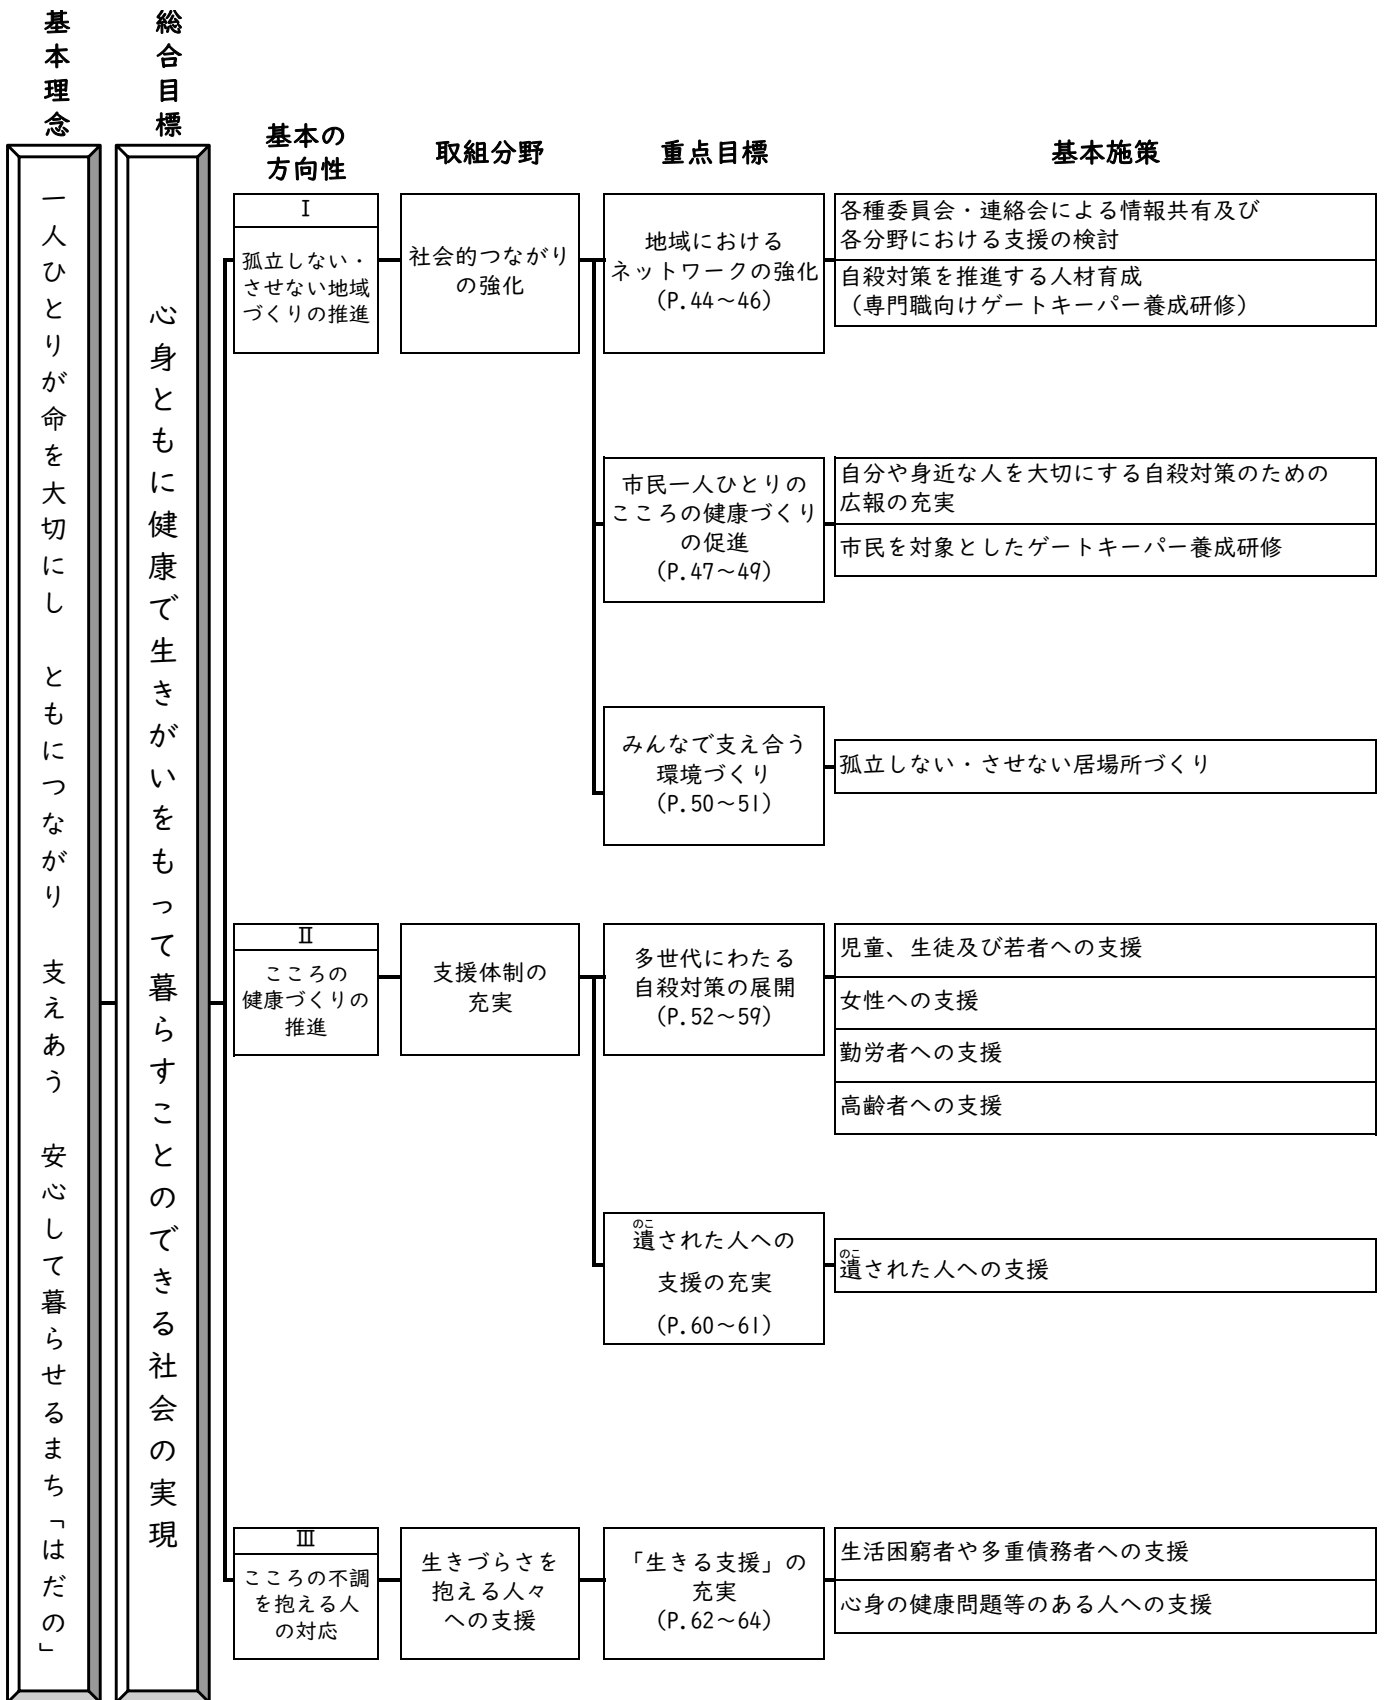 基本理念
一人ひとりが命を大切にし　ともにつながり　支えあう　安心して暮らせるまち「はだの」
総合目標
心身ともに健康で生きがいをもって暮らすことのできる社会の実現
基本の
方向性
取組分野
重点目標
基本施策
Ⅰ
孤立しない・
させない地域
づくりの推進
社会的つながり
の強化
地域における
ネットワークの強化
(P.44～46)
各種委員会・連絡会による情報共有及び
各分野における支援の検討
自殺対策を推進する人材育成
（専門職向けゲートキーパー養成研修）
市民一人ひとりの
こころの健康づくり
の促進
(P.47～49)
自分や身近な人を大切にする自殺対策のための
広報の充実
市民を対象としたゲートキーパー養成研修
みんなで支え合う
環境づくり
(P.50～51)
孤立しない・させない居場所づくり
Ⅱ
こころの
健康づくりの
推進
支援体制の
充実
多世代にわたる
自殺対策の展開
(P.52～59)
児童、生徒及び若者への支援
女性への支援
勤労者への支援
高齢者への支援
のこ
遺された人への
支援の充実
(P.60～61)
のこ
遺された人への支援
Ⅲ
こころの不調
を抱える人
の対応
生きづらさを
抱える人々
への支援
「生きる支援」の
充実
(P.62～64)
生活困窮者や多重債務者への支援
心身の健康問題等のある人への支援